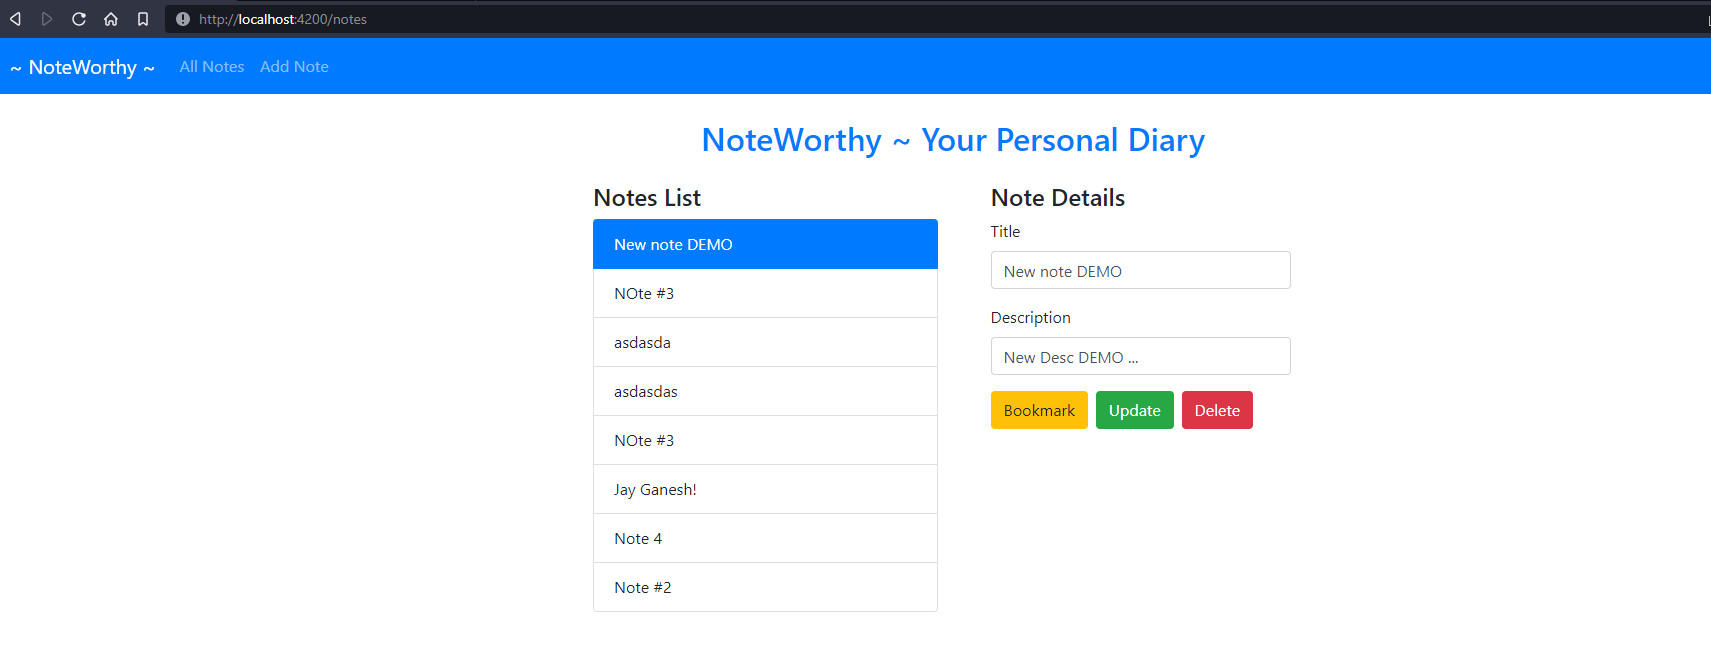 http://localhost:4200/notes
~ NoteWorthy ~ All Notes Add Note
NoteWorthy ~ Your Personal Diary
Notes List
New note DEMO
NOte #3
asdasda
asdasdas
NOte #3
Jay Ganesh!
Note 4
Note #2
Note Details
Title
New note DEMO
Description
New Desc DEMO ...
Bookmark Update Delete